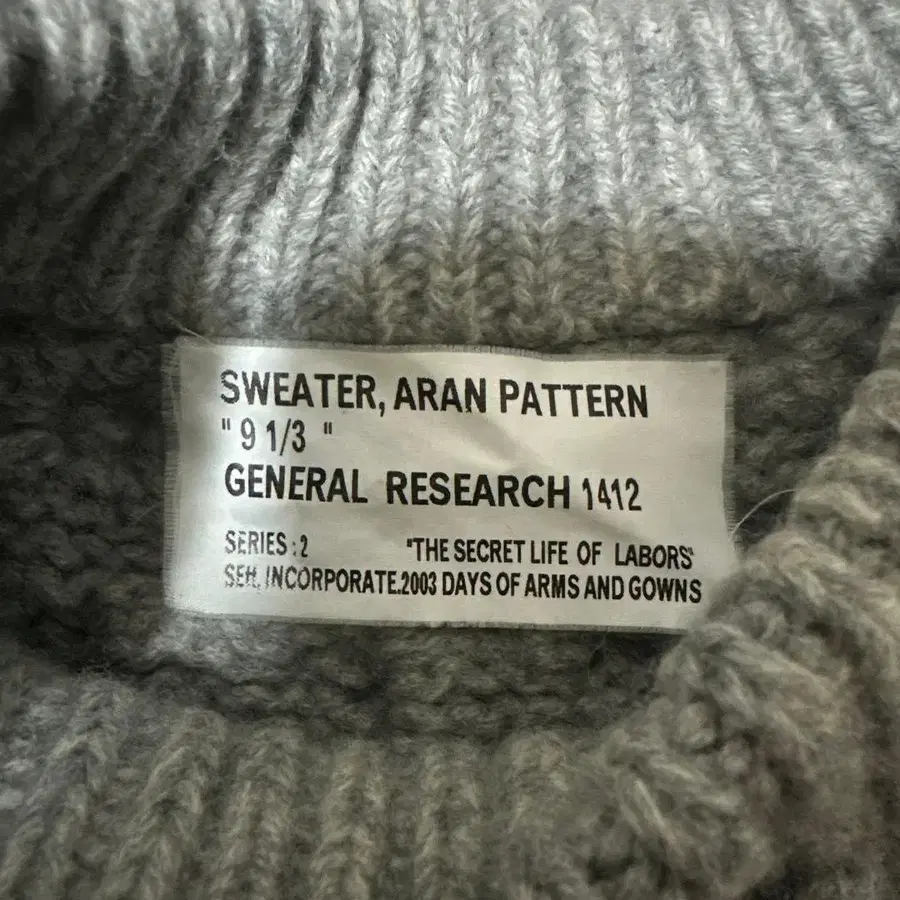 SWEATER, ARAN PATTERN
" 9 1/3 "
GENERAL RESEARCH 1412
SERIES : 2 "THE SECRET LIFE OF LABORS"
SEH. INCORPORATE.2003 DAYS OF ARMS AND GOWNS